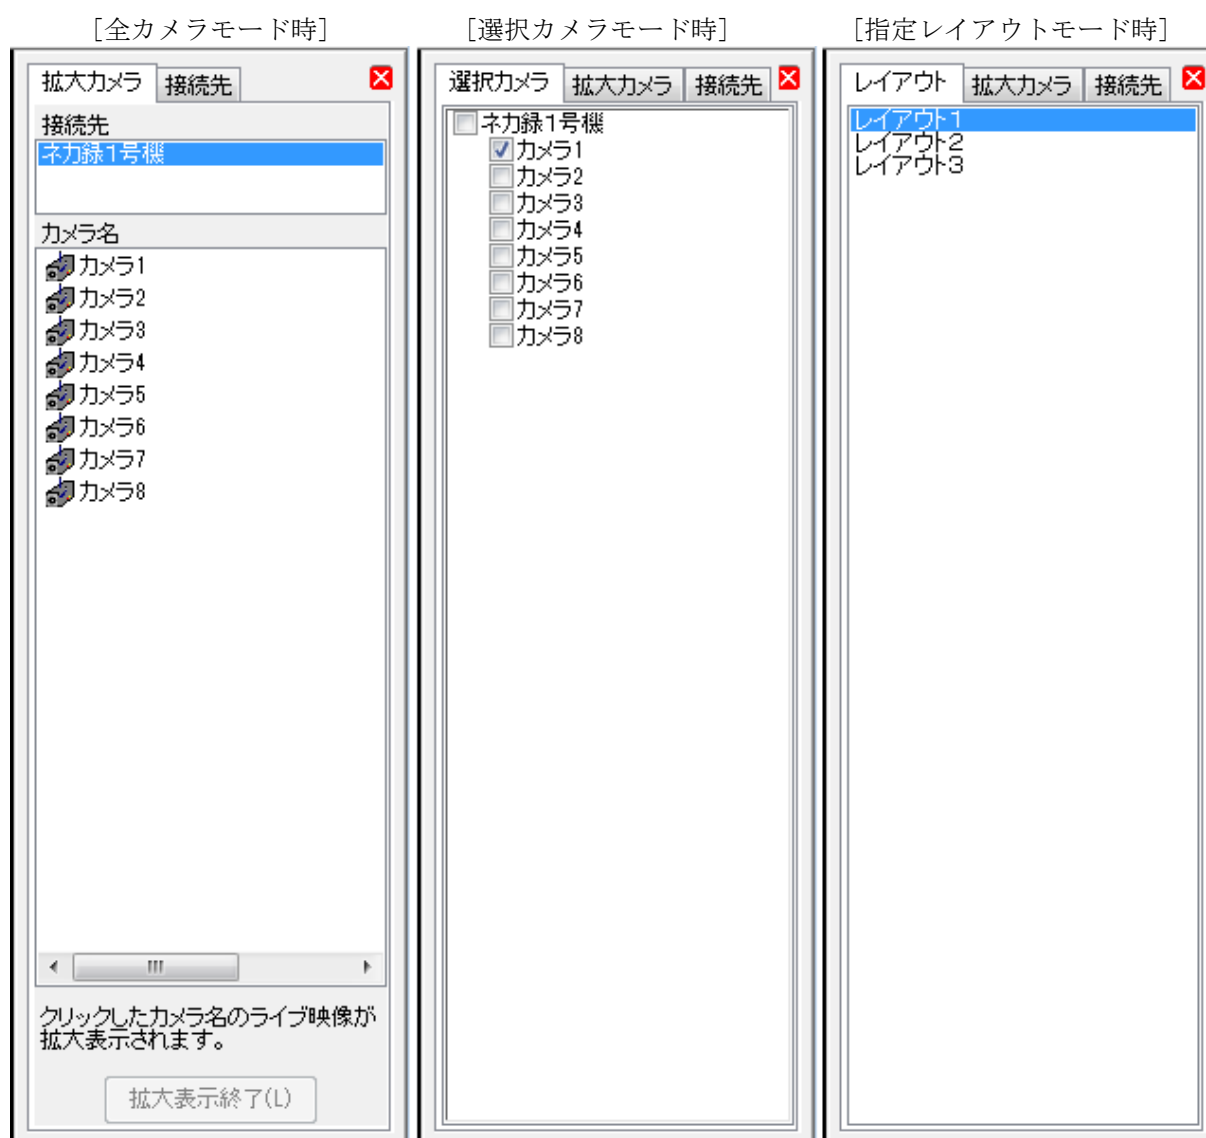 [全カメラモード時]
拡大カメラ 接続先
接続先
ネカ録1号機
カメラ名
カメラ1
カメラ2
カメラ3
カメラ4
カメラ5
カメラ6
カメラ7
カメラ8
クリックしたカメラ名のライブ映像が
拡大表示されます。
拡大表示終了(L)
[選択カメラモード時]
選択カメラ 拡大カメラ 接続先
ネカ録1号機
カメラ1
カメラ2
カメラ3
カメラ4
カメラ5
カメラ6
カメラ7
カメラ8
[指定レイアウトモード時]
レイアウト 拡大カメラ 接続先
レイアウト1
レイアウト2
レイアウト3